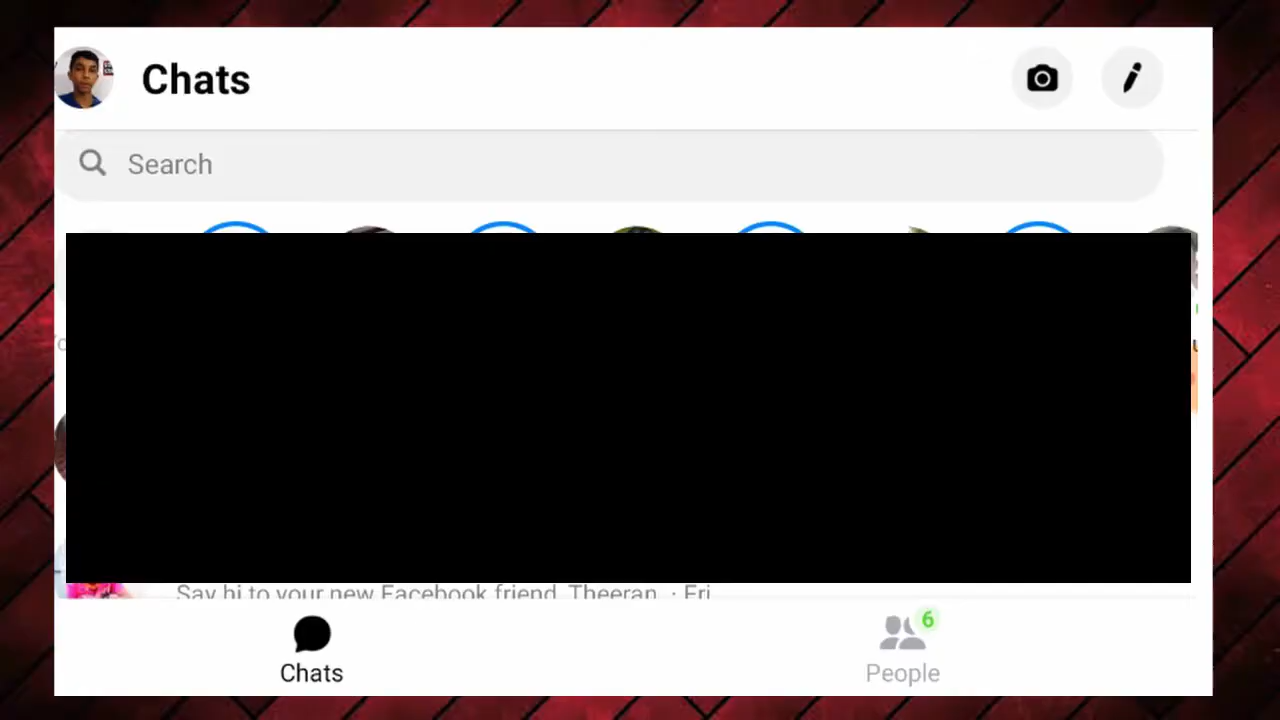 Chats
Search
Say hi to your new Facebook friend, Theeran. · Fri
6
Chats
People